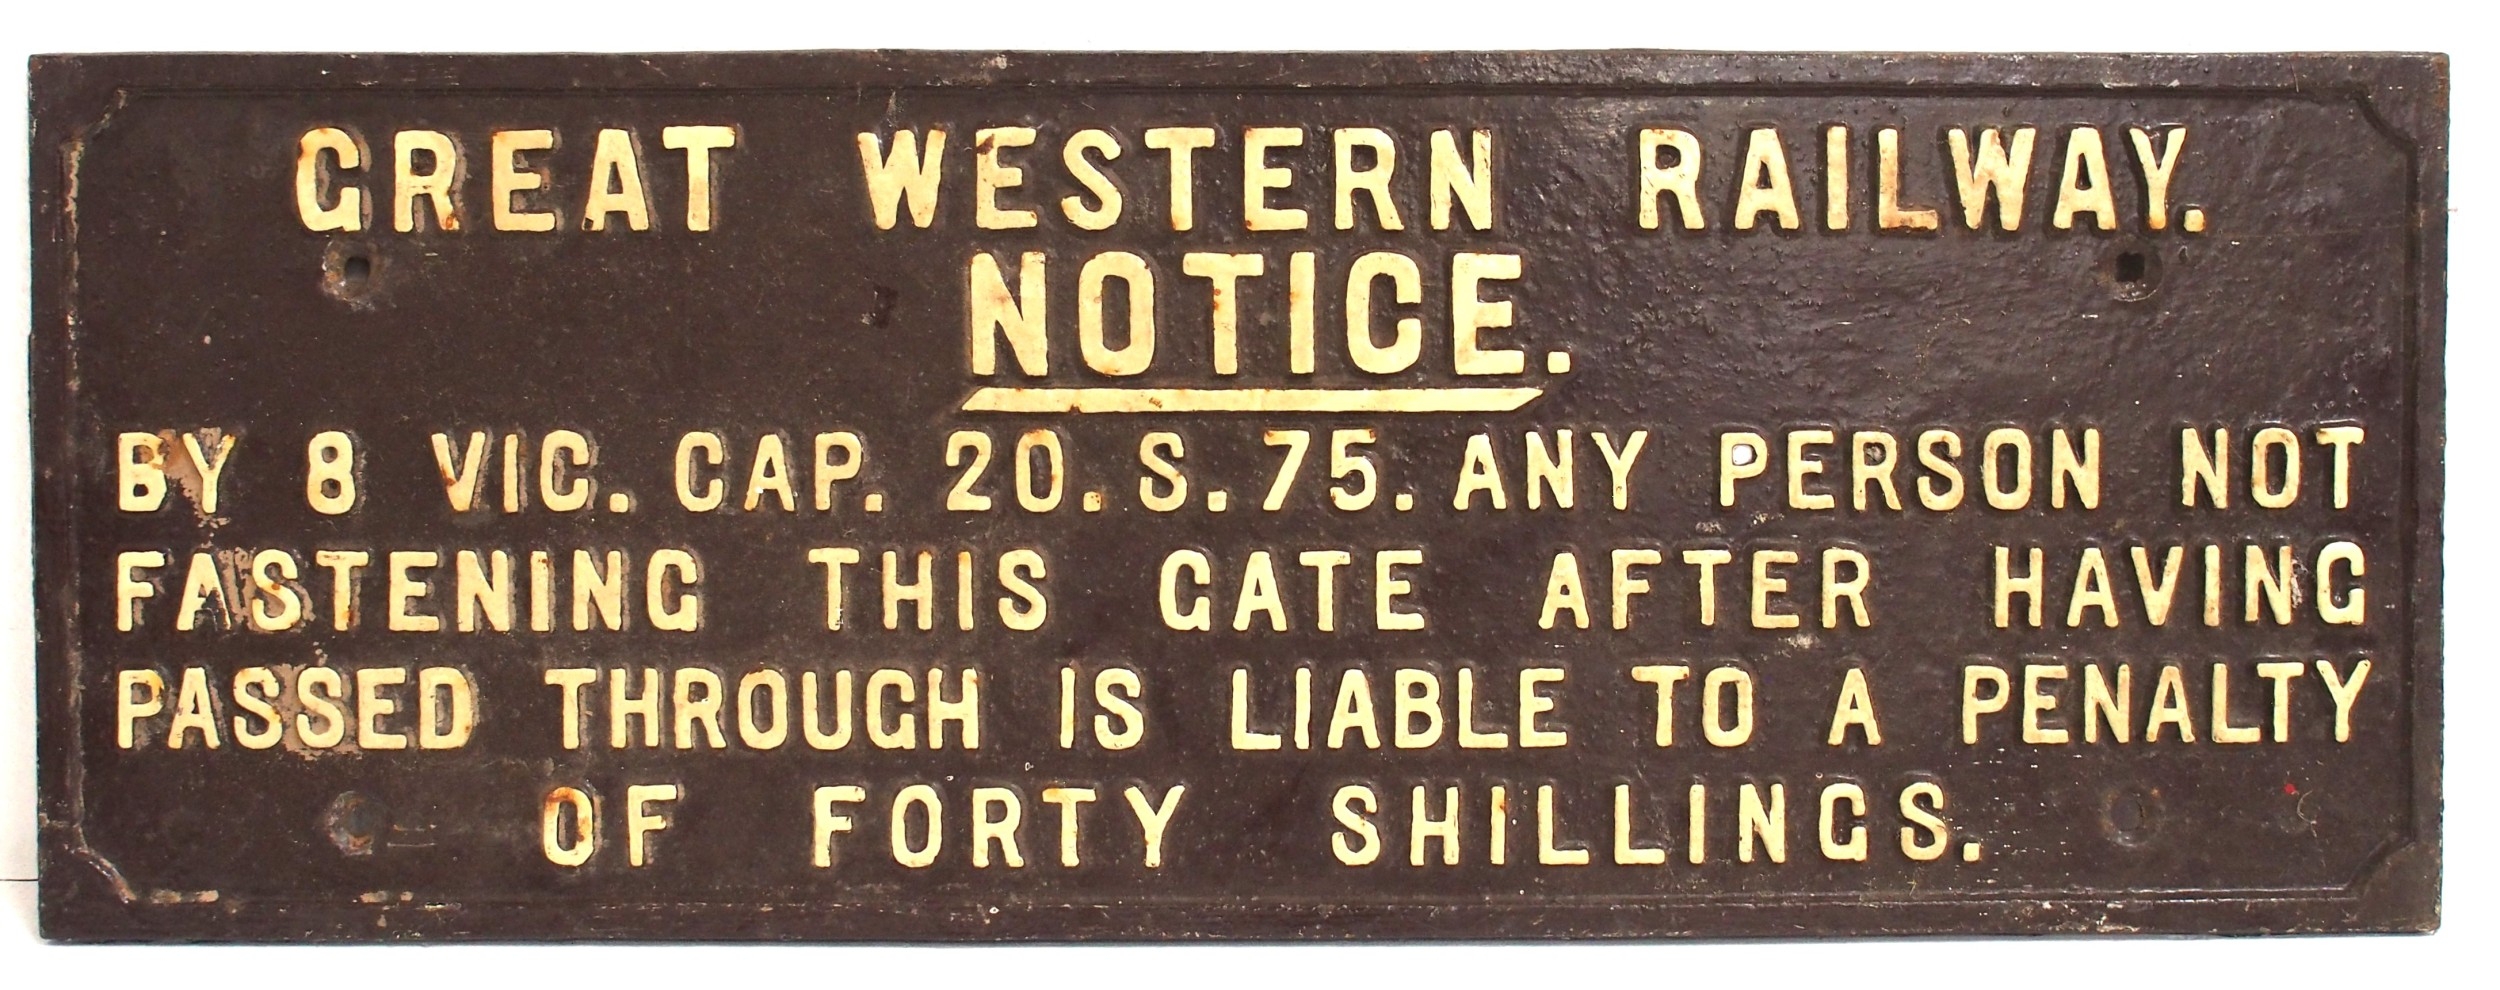 GREAT WESTERN RAILWAY.
NOTICE.
BY 8 VIC. CAP. 20. S. 75. ANY PERSON NOT
FASTENING THIS GATE AFTER HAVING
PASSED THROUGH IS LIABLE TO A PENALTY
OF FORTY SHILLINGS.